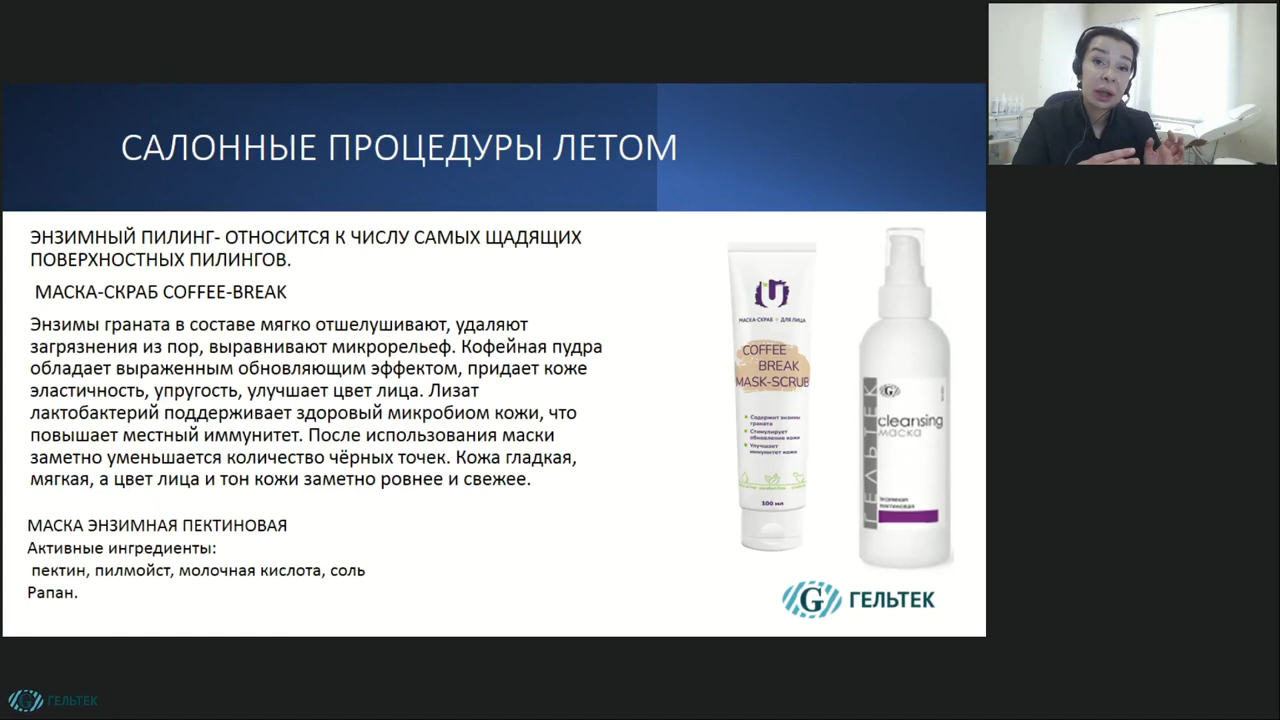 САЛОННЫЕ ПРОЦЕДУРЫ ЛЕТОМ
ЭНЗИМНЫЙ ПИЛИНГ- ОТНОСИТСЯ К ЧИСЛУ САМЫХ ЩАДЯЩИХ
ПОВЕРХНОСТНЫХ ПИЛИНГОВ.
МАСКА-СКРАБ COFFEE-BREAK
Энзимы граната в составе мягко отшелушивают, удаляют
загрязнения из пор, выравнивают микрорельеф. Кофейная пудра
обладает выраженным обновляющим эффектом, придает коже
эластичность, упругость, улучшает цвет лица. Лизат
лактобактерий поддерживает здоровый микробиом кожи, что
повышает местный иммунитет. После использования маски
заметно уменьшается количество чёрных точек. Кожа гладкая,
мягкая, а цвет лица и тон кожи заметно ровнее и свежее.
МАСКА ЭНЗИМНАЯ ПЕКТИНОВАЯ
Активные ингредиенты:
пектин, пилмойст, молочная кислота, соль
Рапан.
МАСКА-СКРАБ ДЛЯ ЛИЦА
COFFEE
BREAK
MASK-SCRUB
Содержит энзимы
граната
Стимулирует
обновление кожи
Улучшает
иммунитет кожи
100 мл
G
ГЕЛЬТЕК
cleansing
маска
энзимная
пектиновая
G ГЕЛЬТЕК
G ГЕЛЬТЕК